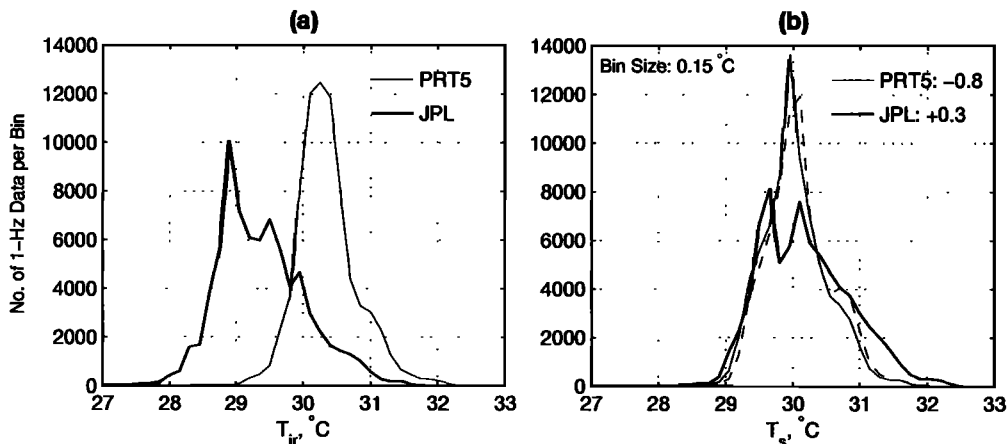 (a)
No. of 1-Hz Data per Bin
14000
12000
10000
8000
6000
4000
2000
0
PRT5
JPL
27 28 29 30 31 32 33
T_ir, °C
(b)
14000
12000
10000
8000
6000
4000
2000
0
Bin Size: 0.15 °C
PRT5: −0.8
JPL: +0.3
27 28 29 30 31 32 33
T_s, °C